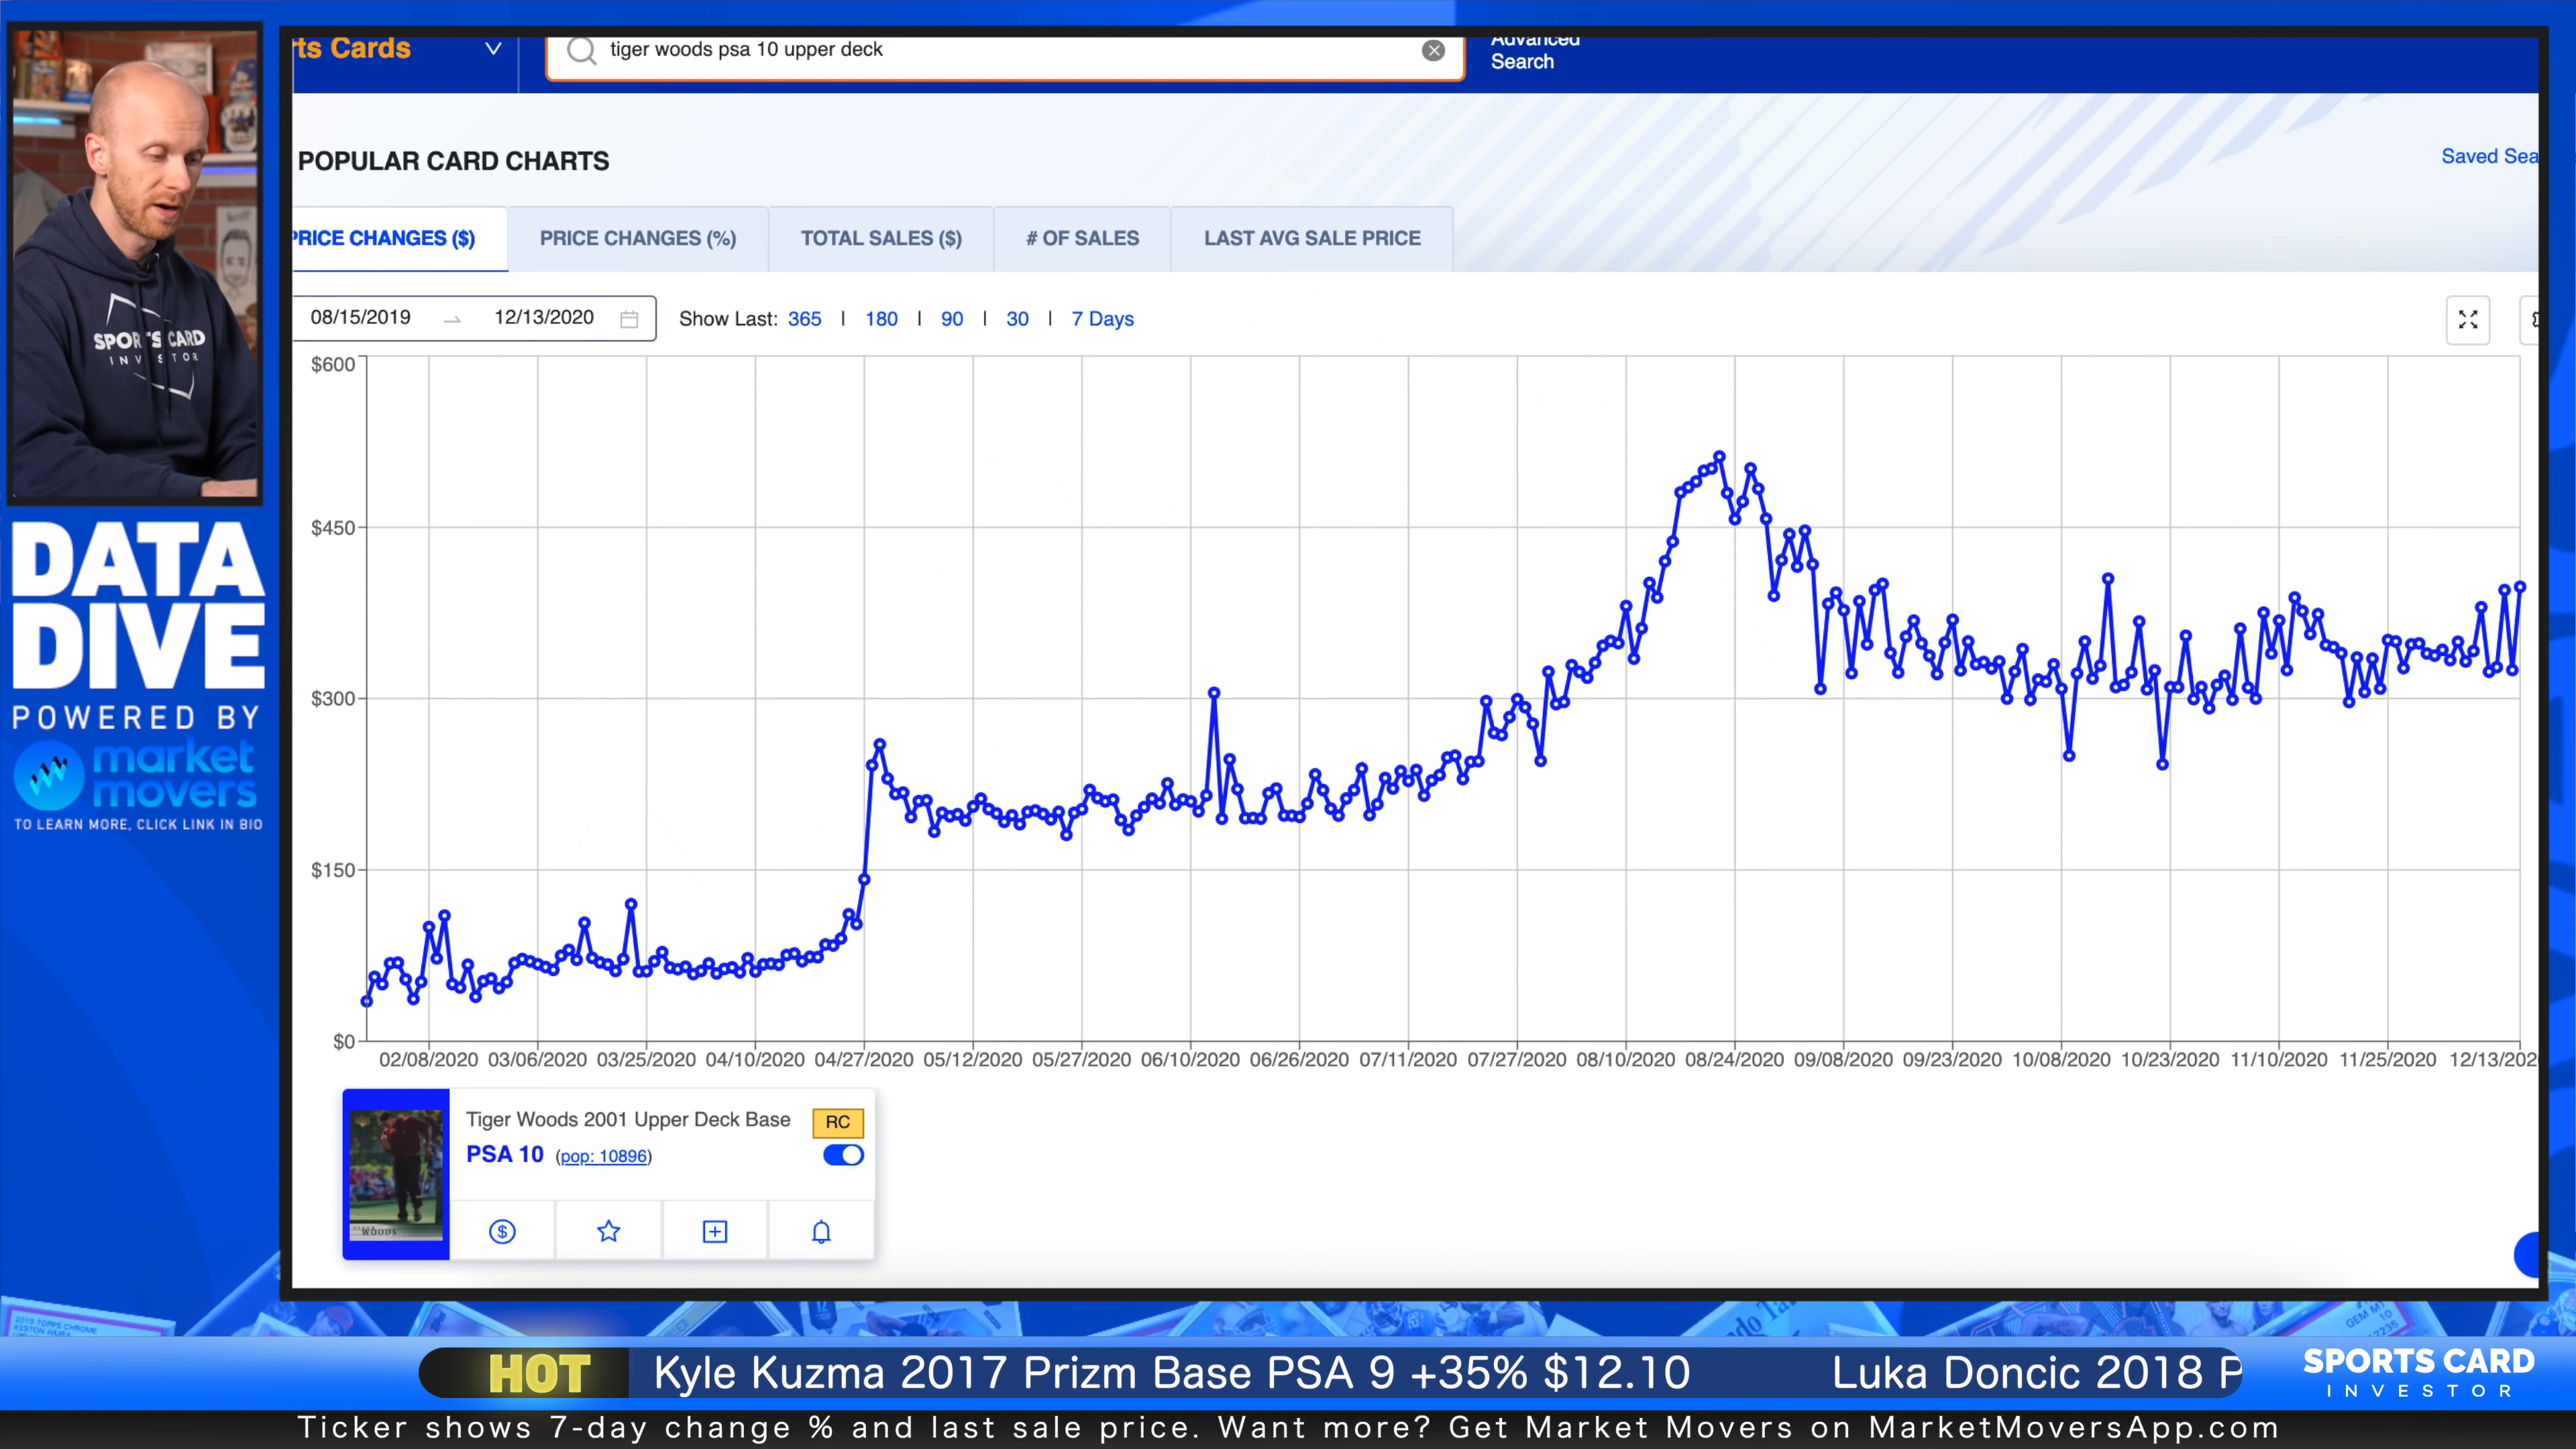 rts Cards
tiger woods psa 10 upper deck
Advanced
Search
POPULAR CARD CHARTS
Saved Sea
PRICE CHANGES ($)
PRICE CHANGES (%)
TOTAL SALES ($)
# OF SALES
LAST AVG SALE PRICE
08/15/2019
12/13/2020
Show Last: 365 | 180 | 90 | 30 | 7 Days
$600
$450
$300
$150
$0
02/08/2020 03/06/2020 03/25/2020 04/10/2020 04/27/2020 05/12/2020 05/27/2020 06/10/2020 06/26/2020 07/11/2020 07/27/2020 08/10/2020 08/24/2020 09/08/2020 09/23/2020 10/08/2020 10/23/2020 11/10/2020 11/25/2020 12/13/202
Tiger Woods 2001 Upper Deck Base
RC
PSA 10 (pop: 10896)
WOODS
SPORTS CARD
INVESTOR
DATA
DIVE
POWERED BY
market
movers
TO LEARN MORE, CLICK LINK IN BIO
HOT
Kyle Kuzma 2017 Prizm Base PSA 9 +35% $12.10
Luka Doncic 2018 P
SPORTS CARD
INVESTOR
Ticker shows 7-day change % and last sale price. Want more? Get Market Movers on MarketMoversApp.com